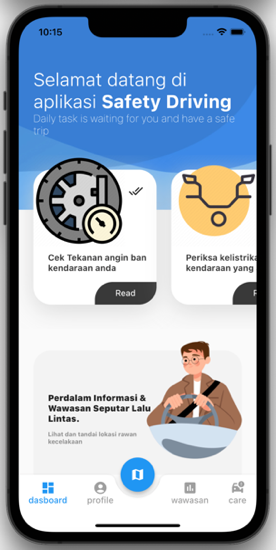 10:15
Selamat datang di
aplikasi Safety Driving
Daily task is waiting for you and have a safe
trip
Cek Tekanan angin ban
kendaraan anda
Read
Periksa kelistrika
kendaraan yang
Perdalam Informasi &
Wawasan Seputar Lalu
Lintas.
Lihat dan tandai lokasi rawan
kecelakaan
dasboard
profile
wawasan
care